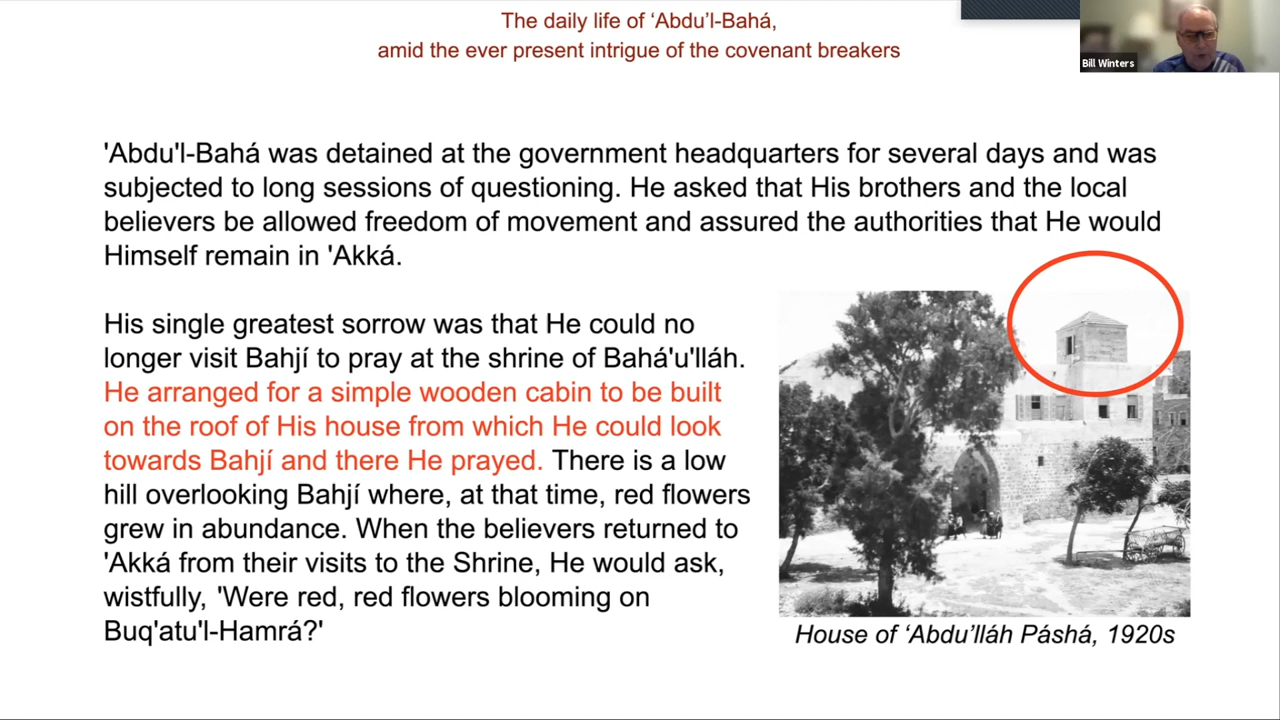 The daily life of ‘Abdu’l-Bahá,
amid the ever present intrigue of the covenant breakers
Bill Winters
'Abdu'l-Bahá was detained at the government headquarters for several days and was
subjected to long sessions of questioning. He asked that His brothers and the local
believers be allowed freedom of movement and assured the authorities that He would
Himself remain in 'Akká.
His single greatest sorrow was that He could no
longer visit Bahjí to pray at the shrine of Bahá'u'lláh.
He arranged for a simple wooden cabin to be built
on the roof of His house from which He could look
towards Bahjí and there He prayed. There is a low
hill overlooking Bahjí where, at that time, red flowers
grew in abundance. When the believers returned to
'Akká from their visits to the Shrine, He would ask,
wistfully, 'Were red, red flowers blooming on
Buq'atu'l-Hamrá?'
House of ‘Abdu’lláh Páshá, 1920s